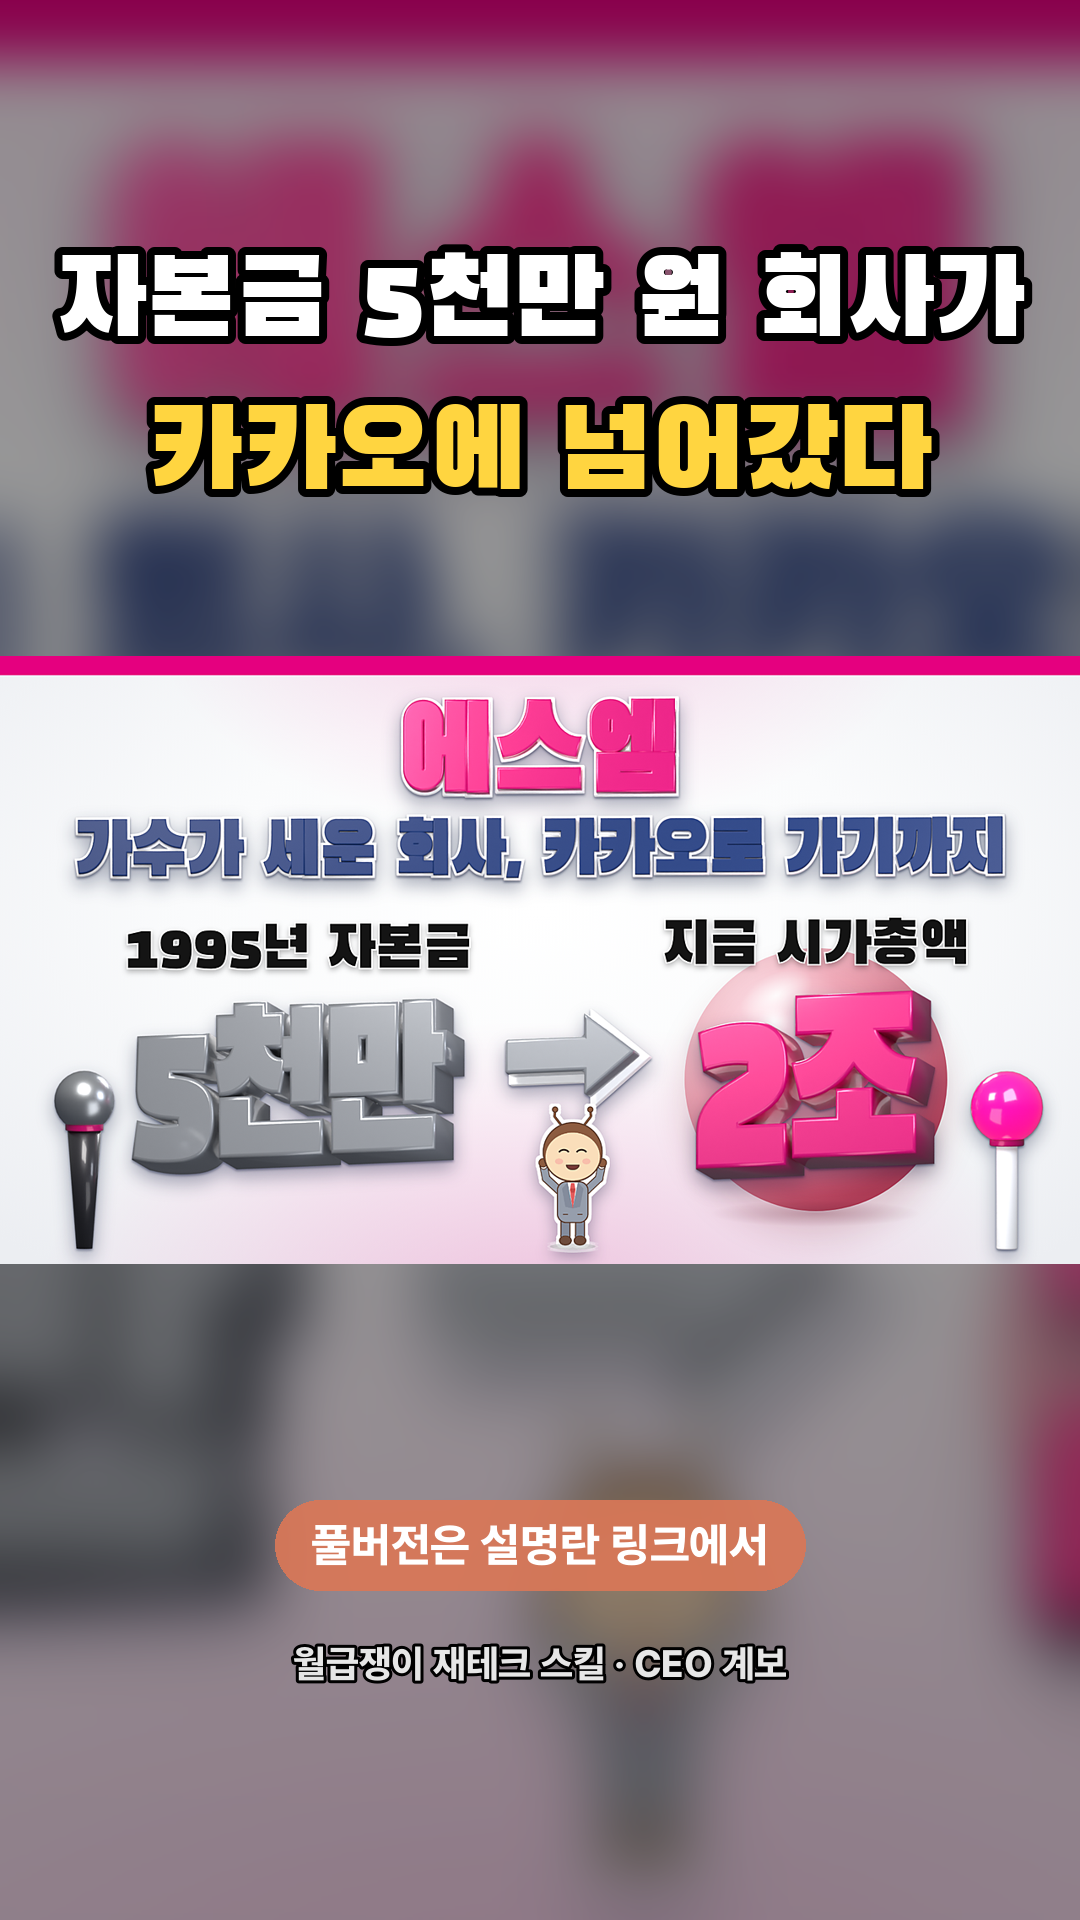 자본금 5천만 원 회사가
카카오에 넘어갔다
에스엠
가수가 세운 회사, 카카오로 가기까지
1995년 자본금
지금 시가총액
5천만
2조
풀버전은 설명란 링크에서
월급쟁이 재테크 스킬 · CEO 계보